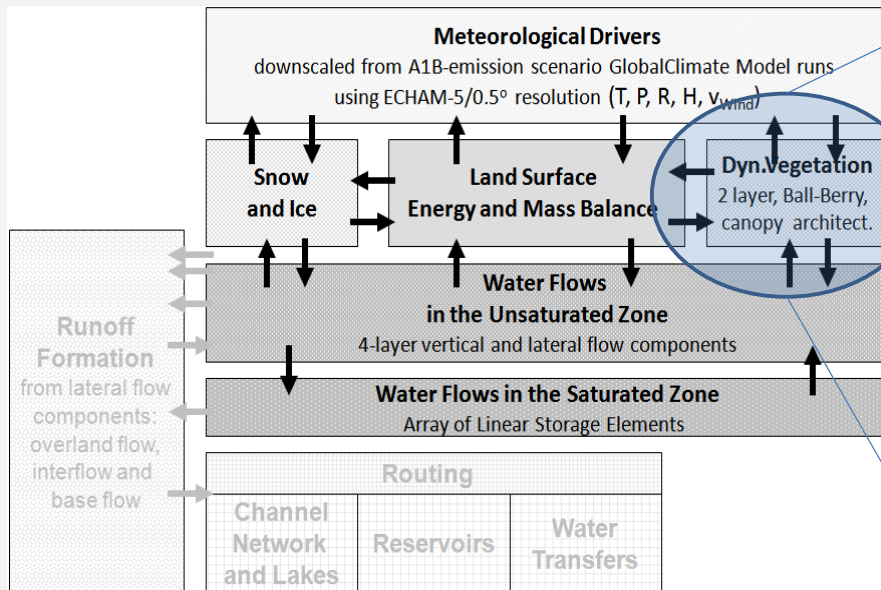 Meteorological Drivers
downscaled from A1B-emission scenario GlobalClimate Model runs
using ECHAM-5/0.5º resolution (T, P, R, H, vWind)
Snow
and Ice
Land Surface
Energy and Mass Balance
Dyn.Vegetation
2 layer, Ball-Berry,
canopy architect.
Water Flows
in the Unsaturated Zone
4-layer vertical and lateral flow components
Water Flows in the Saturated Zone
Array of Linear Storage Elements
Runoff
Formation
from lateral flow
components:
overland flow,
interflow and
base flow
Routing
Channel
Network
and Lakes
Reservoirs
Water
Transfers